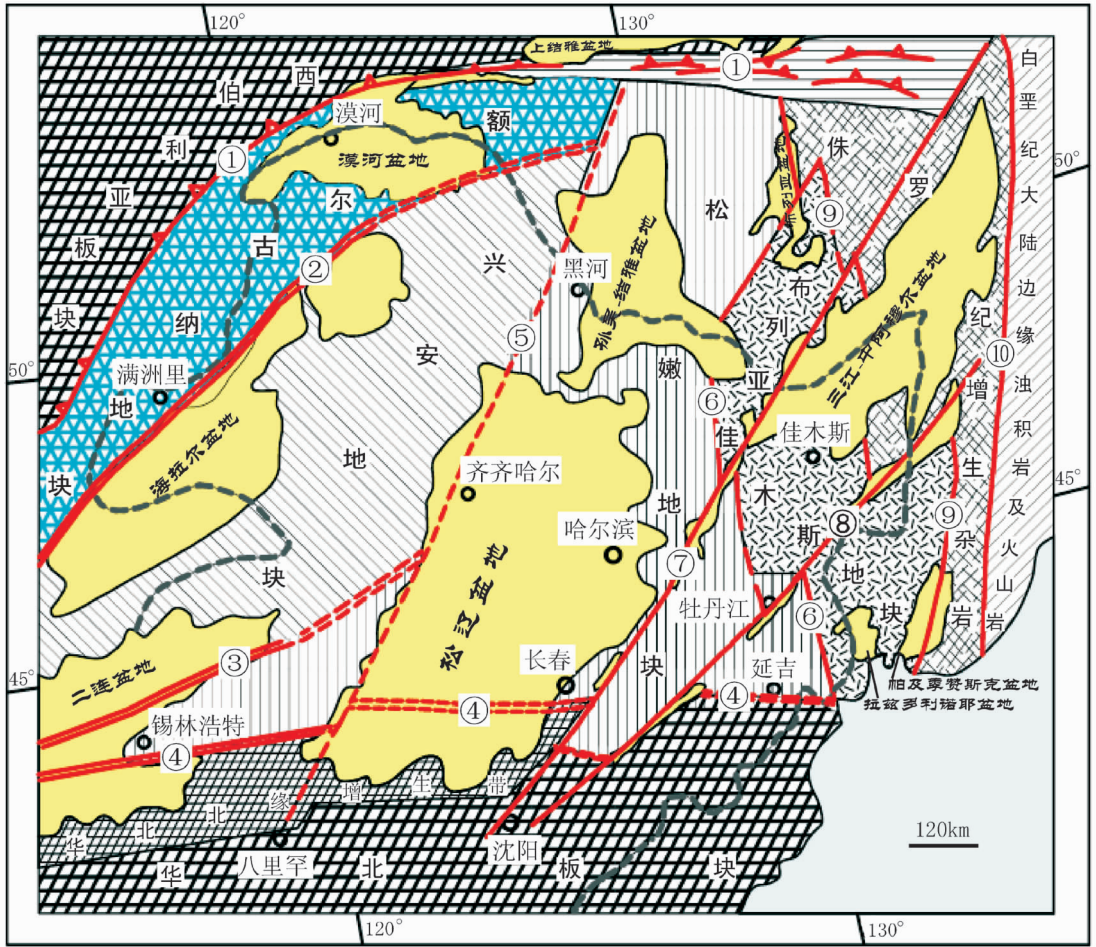 120°
130°
上结雅盆地
西
伯
利
亚
板
块
①
①
漠河
漠河盆地
额
尔
古
纳
地
块
②
满洲里
海拉尔盆地
兴
安
地
块
⑤
黑河
孙吴-结雅盆地
松
嫩
地
块
布列亚盆地
侏
罗
纪
增
生
杂
岩
白垩纪大陆边缘浊积岩及火山岩
⑨
布
列
亚
佳
木
斯
地
块
三江-中阿穆尔盆地
⑩
⑥
佳木斯
⑧
⑨
齐齐哈尔
哈尔滨
松辽盆地
⑦
牡丹江
⑥
延吉
④
长春
④
③
二连盆地
锡林浩特
④
华北北缘增生带
八里罕
沈阳
华北板块
拉兹多利诺耶盆地
120km
50°
45°
50°
45°
120°
130°